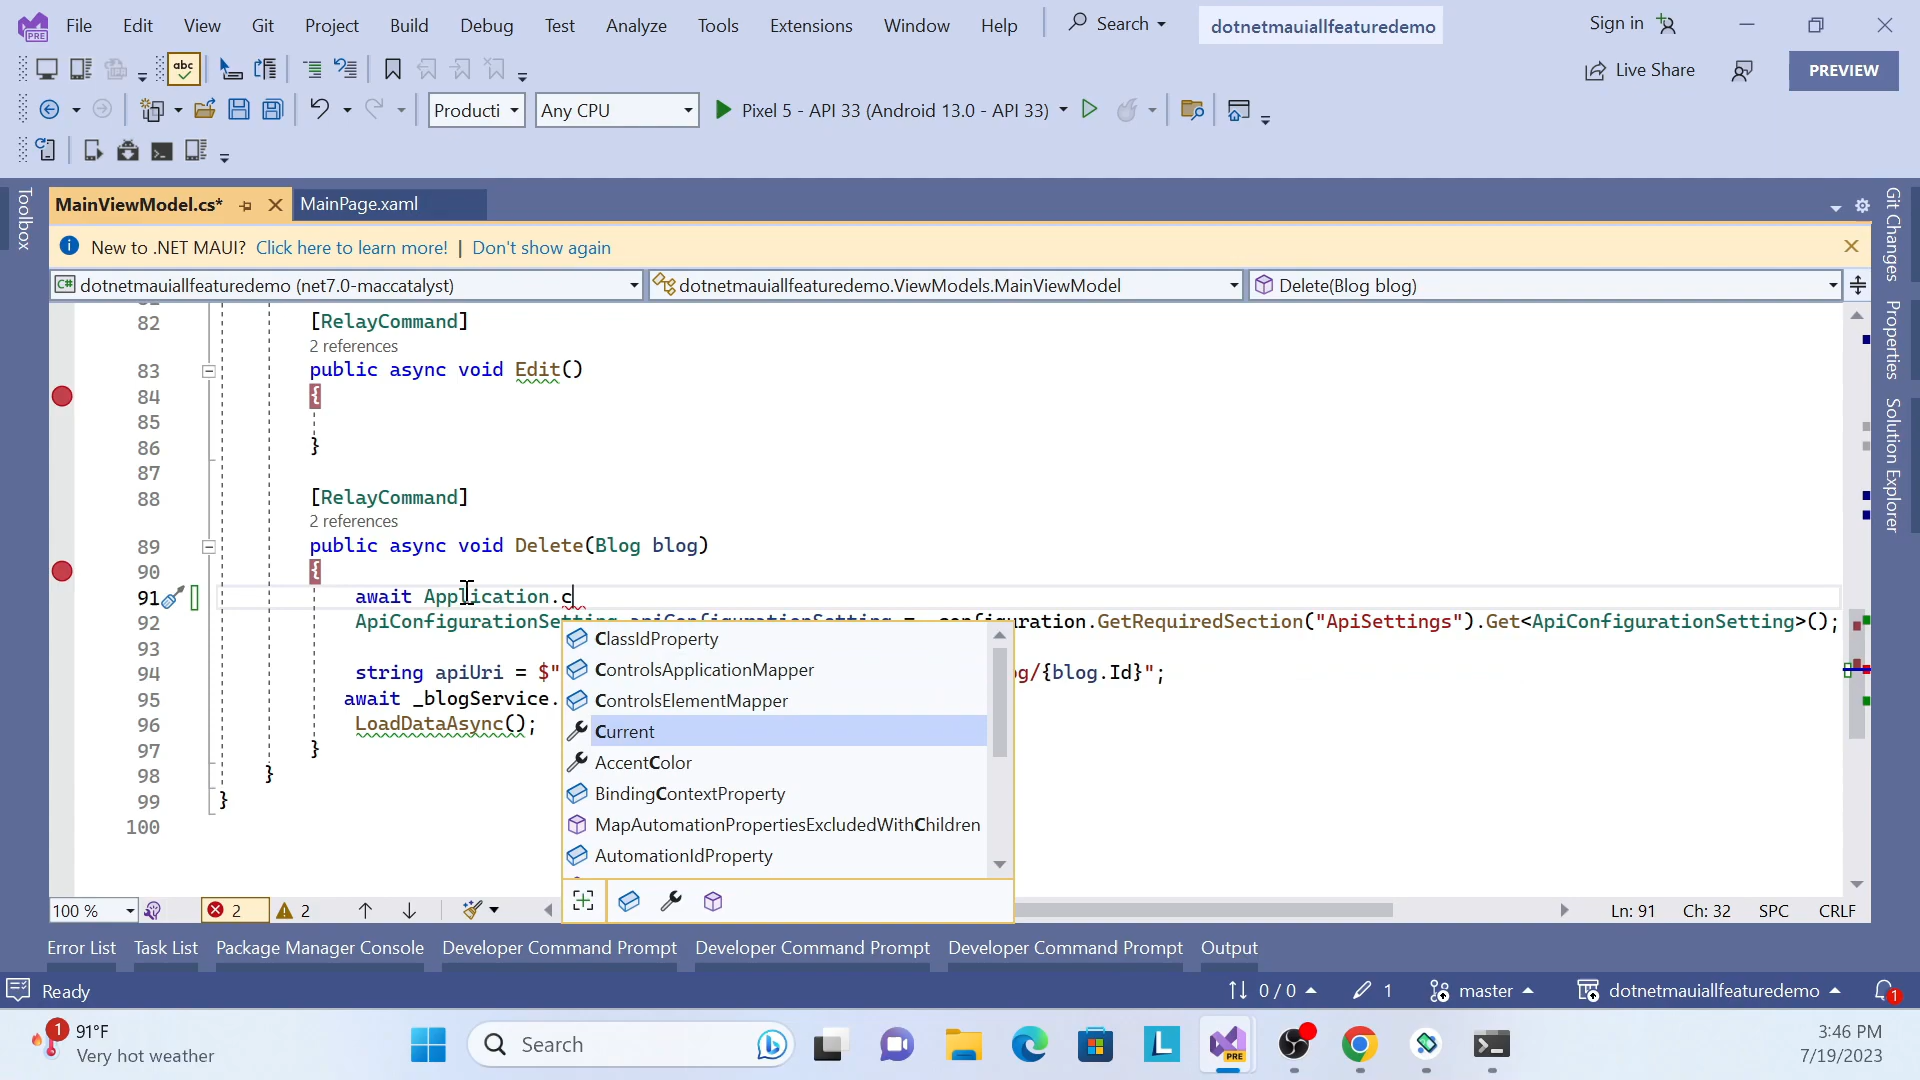 File Edit View Git Project Build Debug Test Analyze Tools Extensions Window Help Search dotnetmauiallfeaturedemo Sign in
PRE
abc
Live Share
PREVIEW
Producti Any CPU Pixel 5 - API 33 (Android 13.0 - API 33)
Toolbox
MainViewModel.cs* MainPage.xaml
New to .NET MAUI? Click here to learn more! | Don't show again
C# dotnetmauiallfeaturedemo (net7.0-maccatalyst) dotnetmauiallfeaturedemo.ViewModels.MainViewModel Delete(Blog blog)
82 [RelayCommand]
2 references
83 public async void Edit()
84 {
85
86 }
87
88 [RelayCommand]
2 references
89 public async void Delete(Blog blog)
90 {
91 await Application.c
92 ApiConfigurationSetting apiConfigurationSetting = _configuration.GetRequiredSection("ApiSettings").Get<ApiConfigurationSetting>();
93
94 string apiUri = $" g/{blog.Id}";
95 await _blogService.
96 LoadDataAsync();
97 }
98 }
99 }
100
ClassIdProperty
ControlsApplicationMapper
ControlsElementMapper
Current
AccentColor
BindingContextProperty
MapAutomationPropertiesExcludedWithChildren
AutomationIdProperty
Git Changes
Properties
Solution Explorer
100 % 2 2 Ln: 91 Ch: 32 SPC CRLF
Error List Task List Package Manager Console Developer Command Prompt Developer Command Prompt Developer Command Prompt Output
Ready 0 / 0 1 master dotnetmauiallfeaturedemo 1
1 91°F
Very hot weather
Search
L
PRE
3:46 PM
7/19/2023